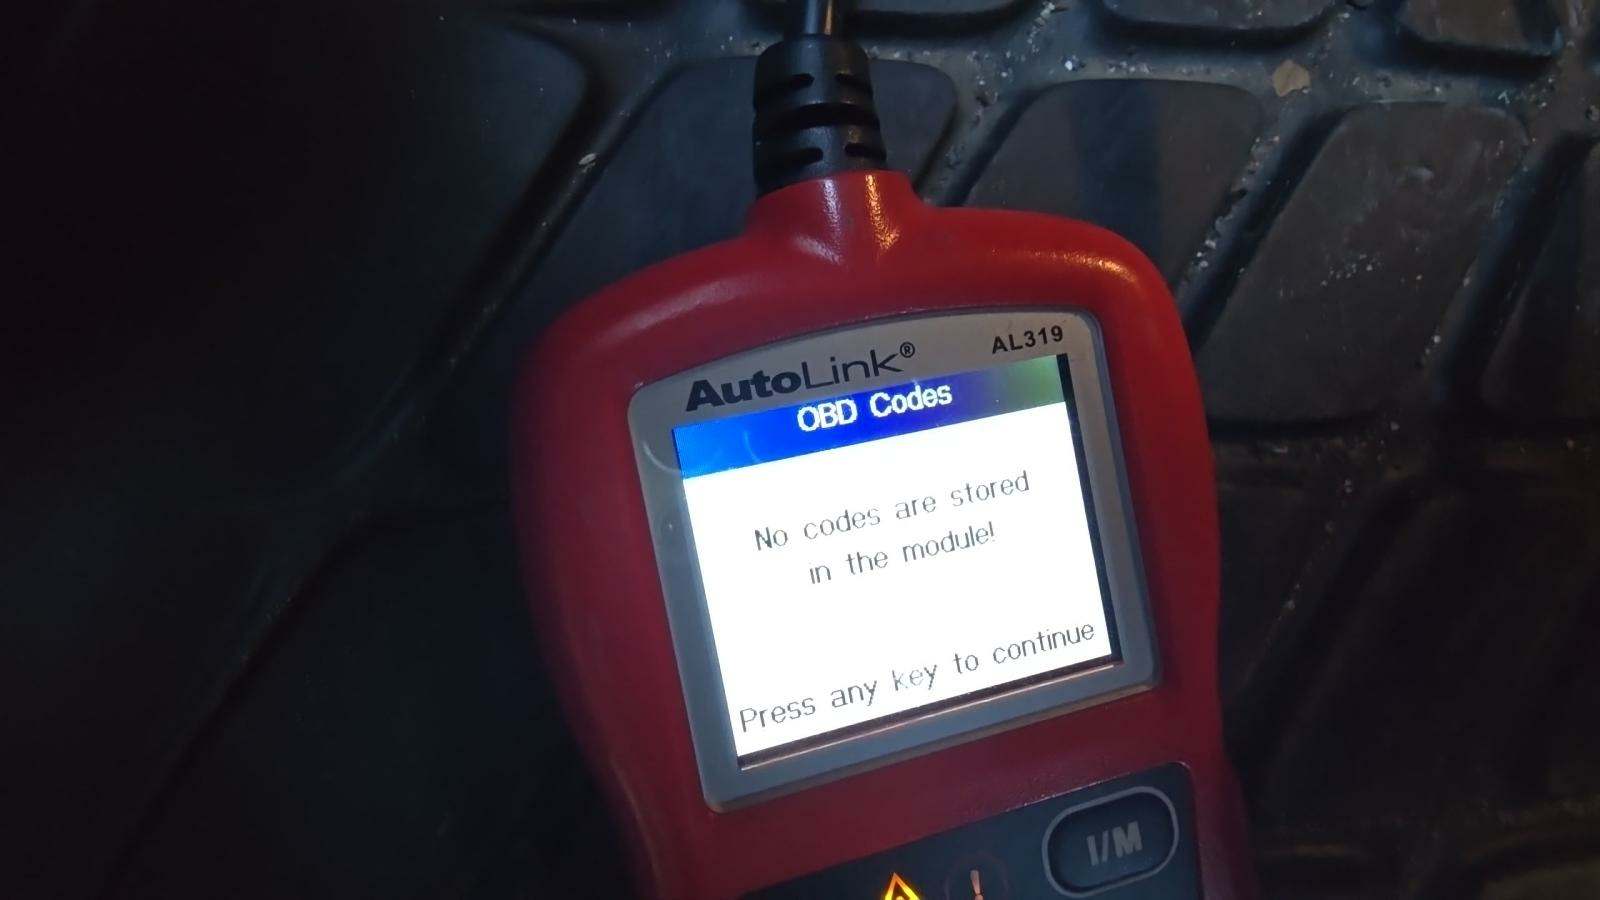 AutoLink® AL319
OBD Codes
No codes are stored
in the module!
Press any key to continue
I/M